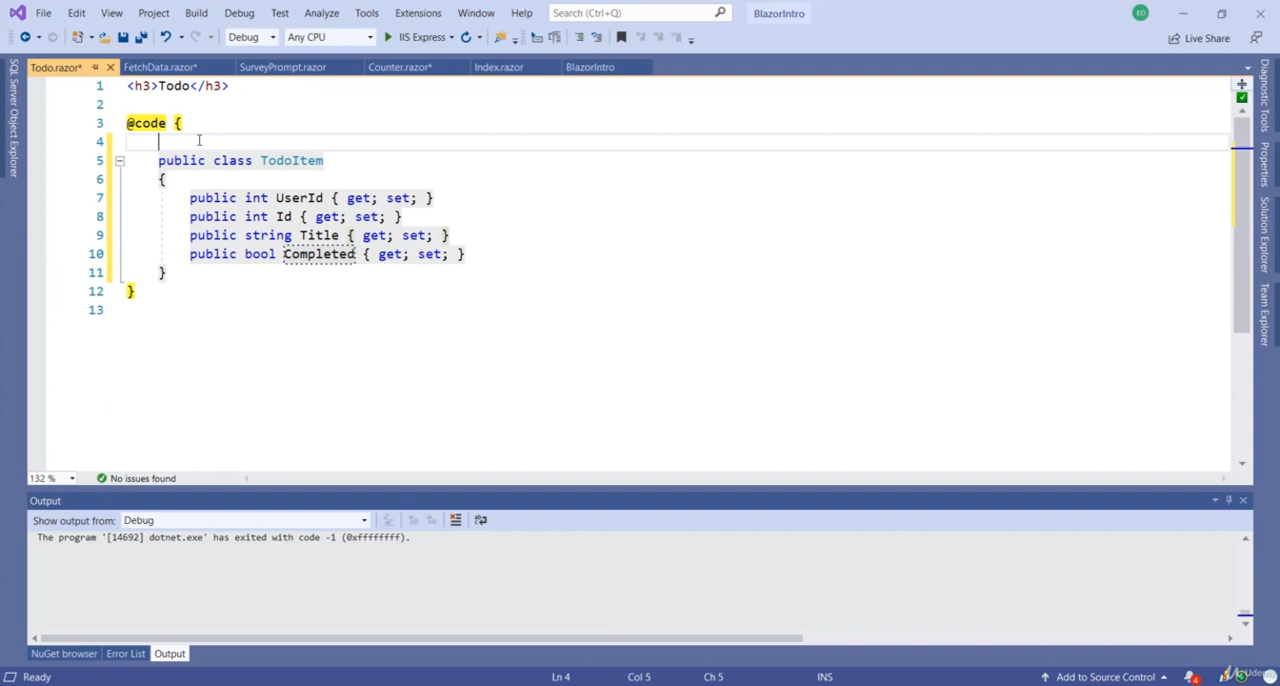 File Edit View Project Build Debug Test Analyze Tools Extensions Window Help Search (Ctrl+Q) BlazorIntro ED
Debug Any CPU IIS Express Live Share
Todo.razor* FetchData.razor* SurveyPrompt.razor Counter.razor* Index.razor BlazorIntro
SQL Server Object Explorer
1 <h3>Todo</h3>
2
3 @code {
4
5 public class TodoItem
6 {
7 public int UserId { get; set; }
8 public int Id { get; set; }
9 public string Title { get; set; }
10 public bool Completed { get; set; }
11 }
12 }
13
Diagnostic Tools
Properties
Solution Explorer
Team Explorer
132 % No issues found
Output
Show output from: Debug
The program '[14692] dotnet.exe' has exited with code -1 (0xffffffff).
NuGet browser Error List Output
Ready Ln 4 Col 5 Ch 5 INS Add to Source Control 4